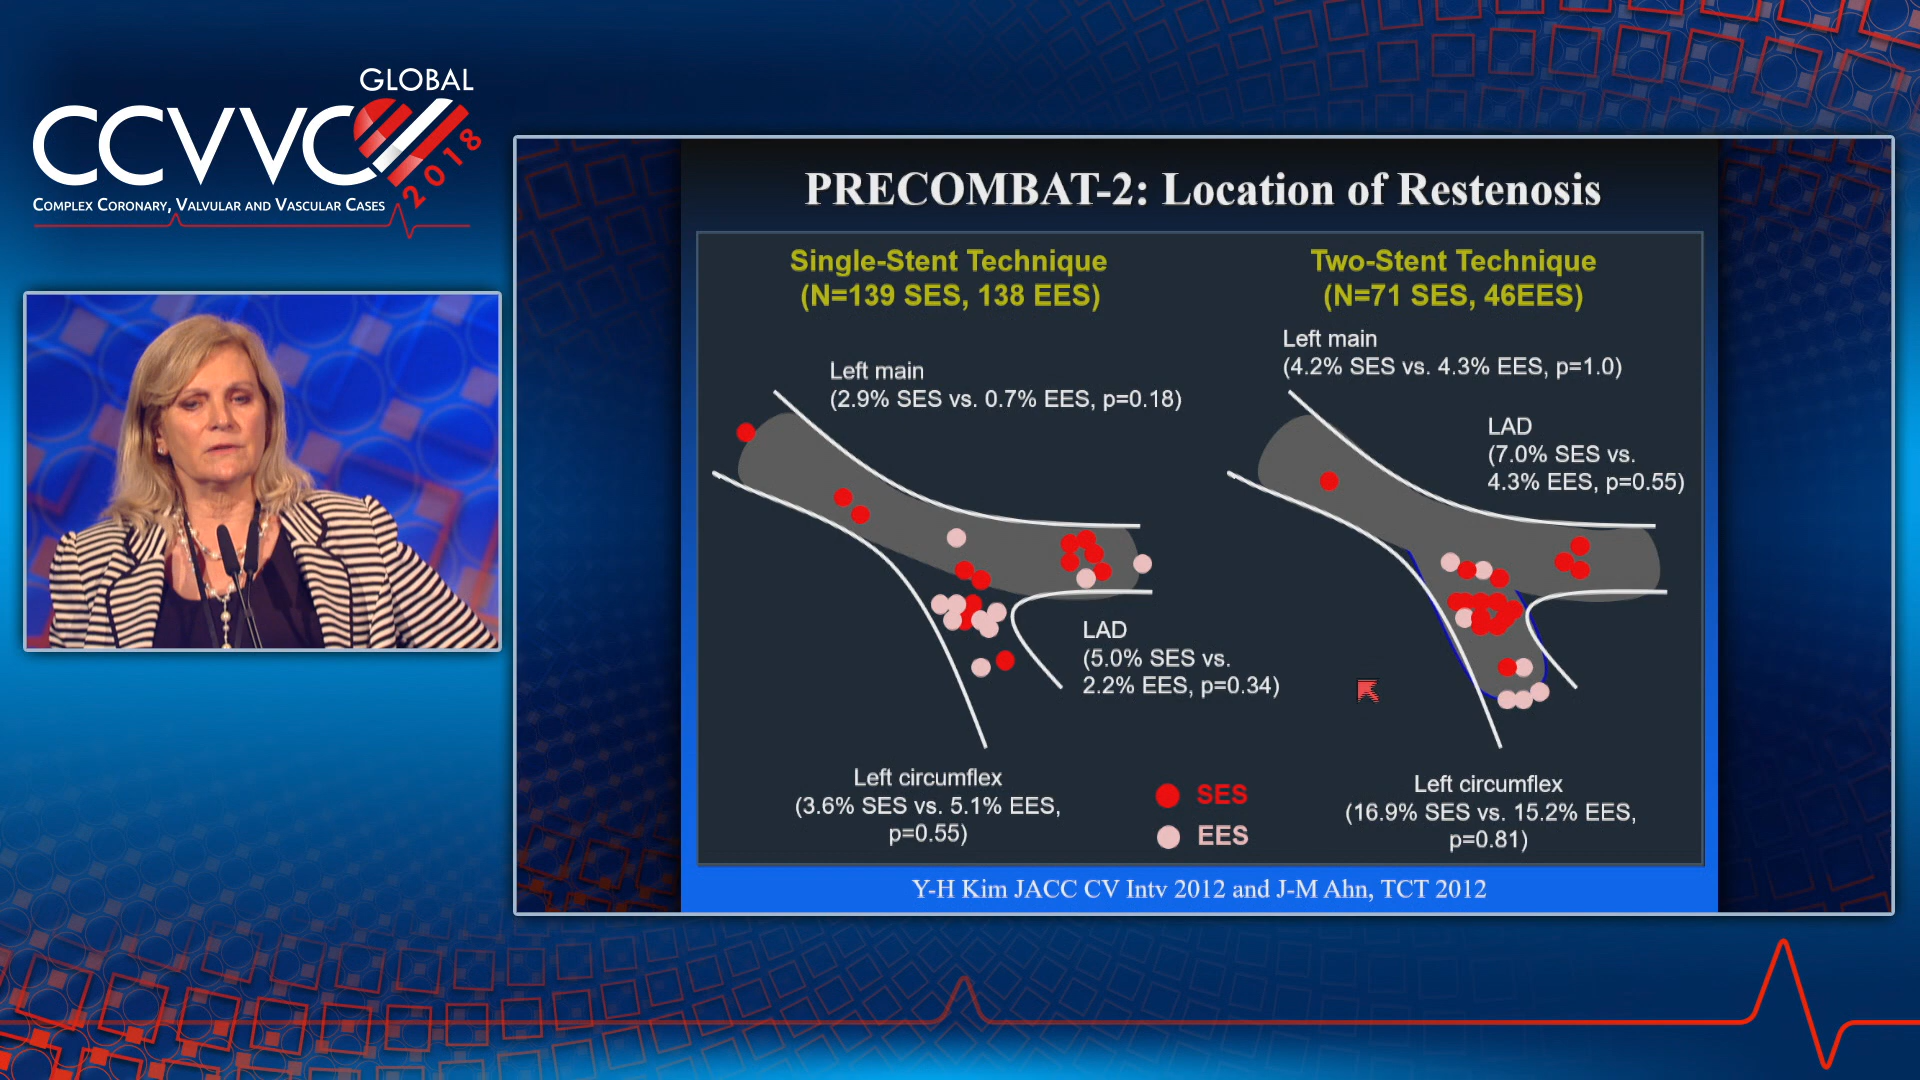 GLOBAL
CCVVC
2018
COMPLEX CORONARY, VALVULAR AND VASCULAR CASES
PRECOMBAT-2: Location of Restenosis
Single-Stent Technique
(N=139 SES, 138 EES)
Left main
(2.9% SES vs. 0.7% EES, p=0.18)
LAD
(5.0% SES vs.
2.2% EES, p=0.34)
Left circumflex
(3.6% SES vs. 5.1% EES,
p=0.55)
Two-Stent Technique
(N=71 SES, 46EES)
Left main
(4.2% SES vs. 4.3% EES, p=1.0)
LAD
(7.0% SES vs.
4.3% EES, p=0.55)
Left circumflex
(16.9% SES vs. 15.2% EES,
p=0.81)
SES
EES
Y-H Kim JACC CV Intv 2012 and J-M Ahn, TCT 2012